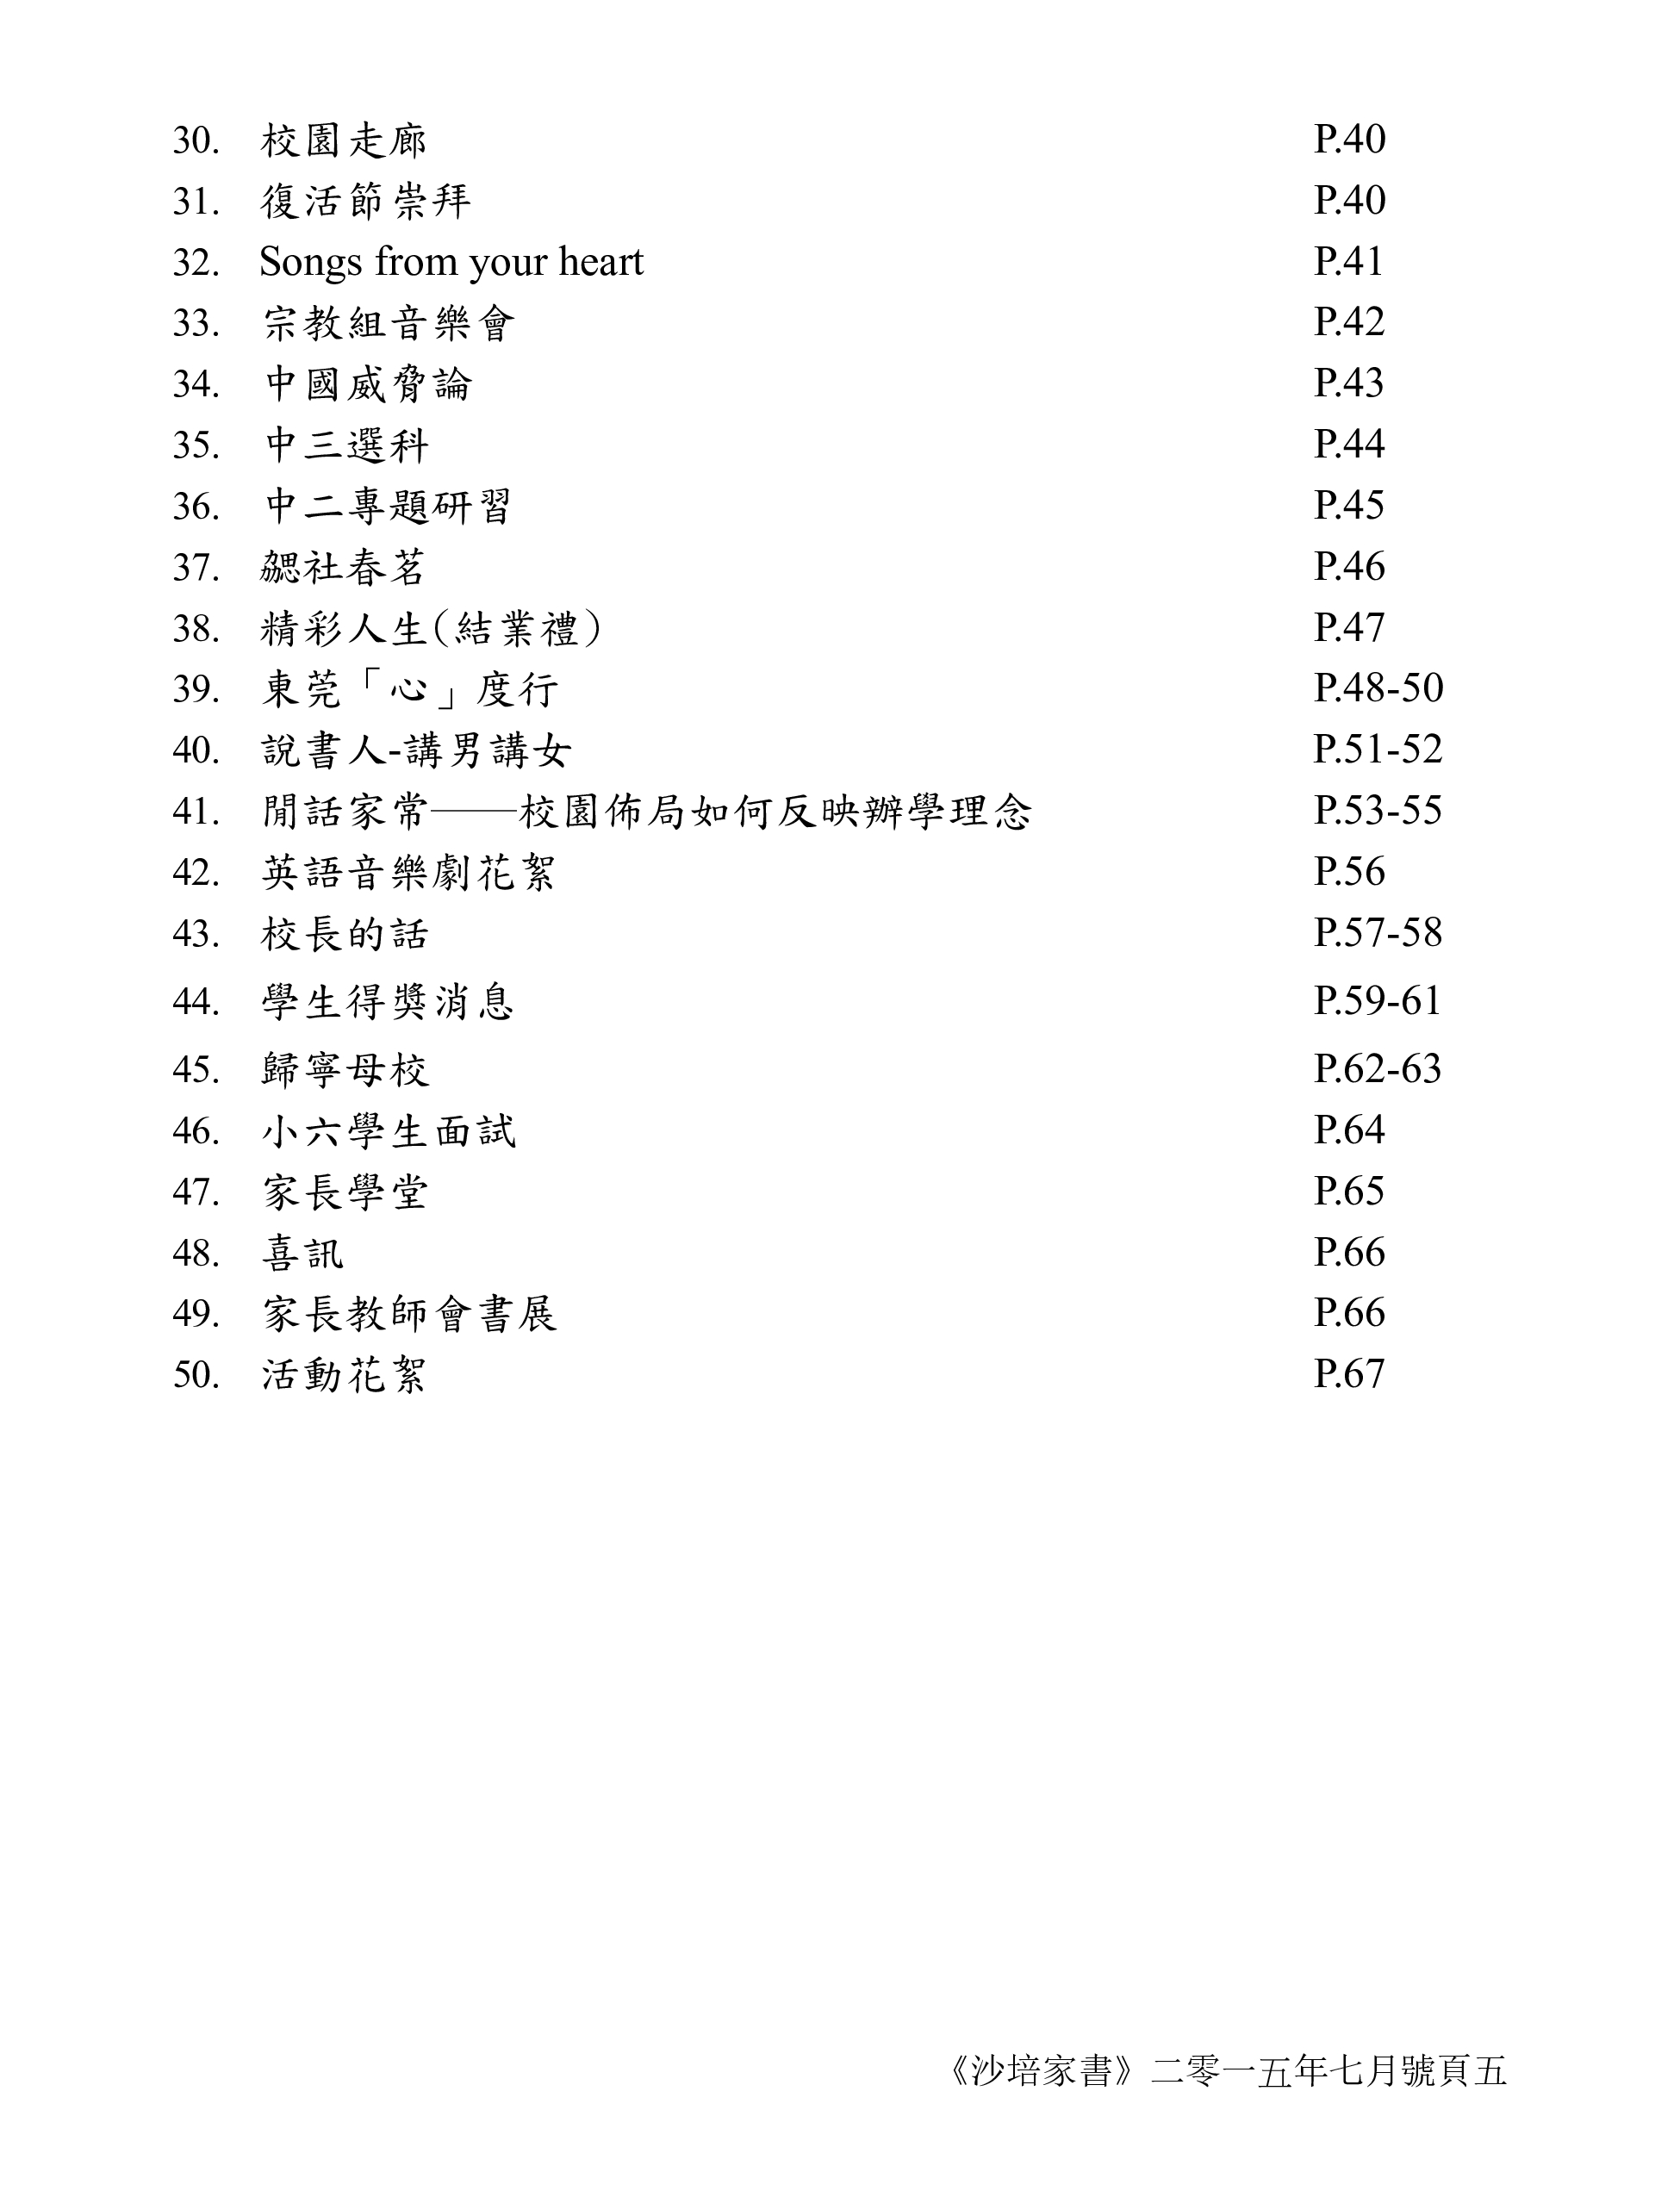 30. 校園走廊 P.40
31. 復活節崇拜 P.40
32. Songs from your heart P.41
33. 宗教組音樂會 P.42
34. 中國威脅論 P.43
35. 中三選科 P.44
36. 中二專題研習 P.45
37. 勰社春茗 P.46
38. 精彩人生(結業禮) P.47
39. 東莞「心」度行 P.48-50
40. 說書人-講男講女 P.51-52
41. 閒話家常──校園佈局如何反映辦學理念 P.53-55
42. 英語音樂劇花絮 P.56
43. 校長的話 P.57-58
44. 學生得獎消息 P.59-61
45. 歸寧母校 P.62-63
46. 小六學生面試 P.64
47. 家長學堂 P.65
48. 喜訊 P.66
49. 家長教師會書展 P.66
50. 活動花絮 P.67
《沙培家書》二零一五年七月號頁五